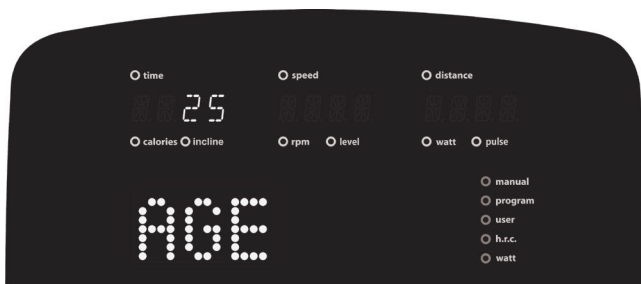 time speed distance
25
calories incline rpm level watt pulse
manual
program
user
h.r.c.
watt
AGE